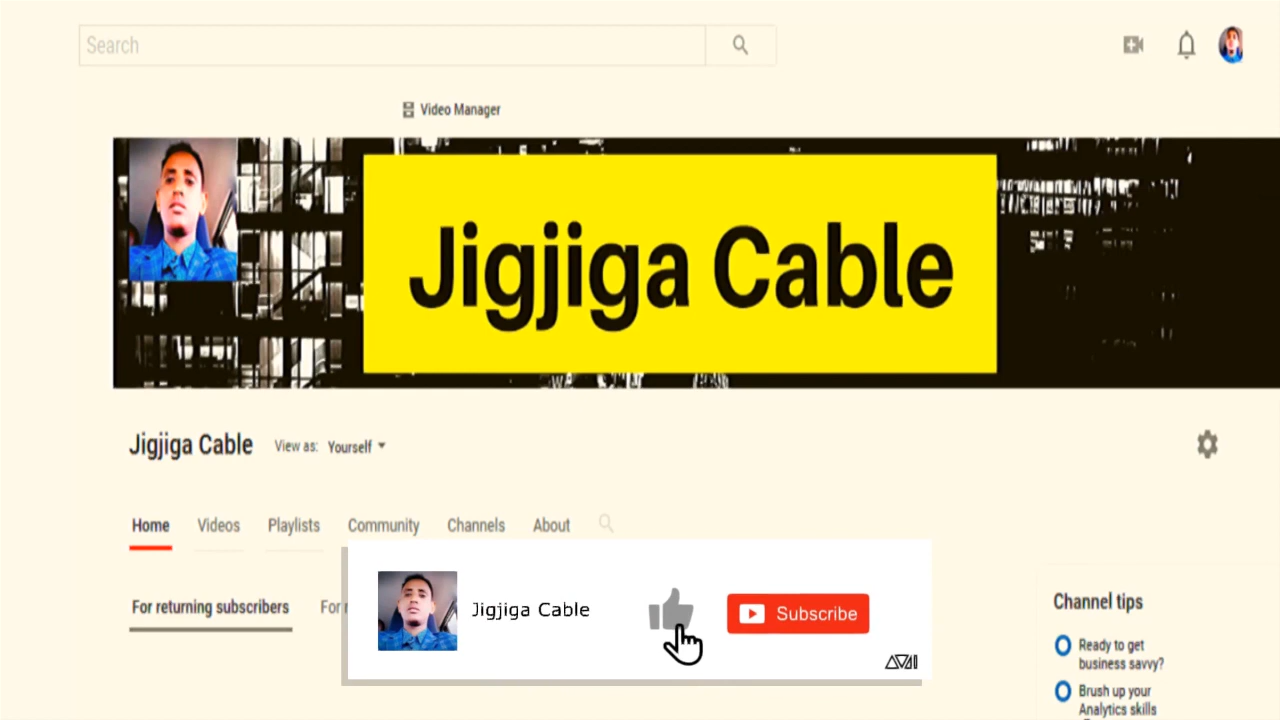 Search
Video Manager
Jigjiga Cable
Jigjiga Cable View as: Yourself
Home Videos Playlists Community Channels About
For returning subscribers For
Jigjiga Cable Subscribe
Channel tips
Ready to get
business savvy?
Brush up your
Analytics skills